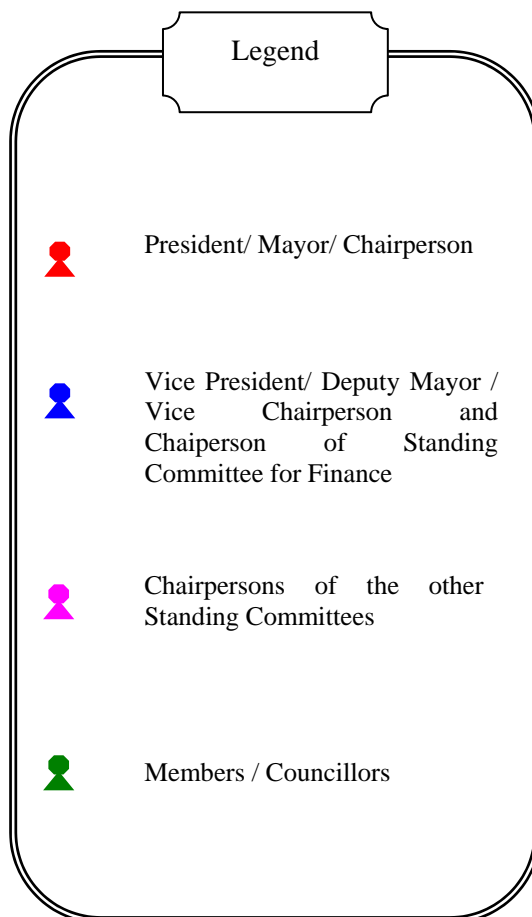 Legend
President/ Mayor/ Chairperson
Vice President/ Deputy Mayor /
Vice Chairperson and
Chaiperson of Standing
Committee for Finance
Chairpersons of the other
Standing Committees
Members / Councillors